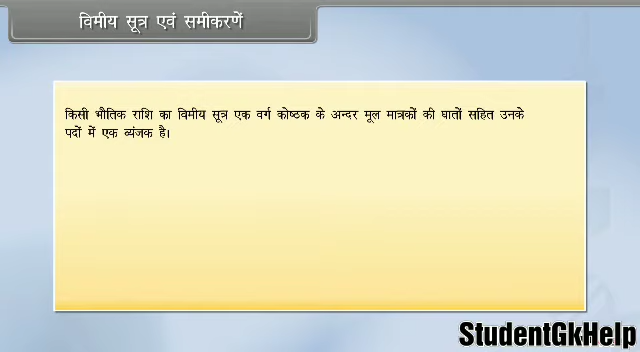 विमीय सूत्र एवं समीकरणें
किसी भौतिक राशि का विमीय सूत्र एक वर्ग कोष्ठक के अन्दर मूल मात्रकों की घातों सहित उनके
पदों में एक व्यंजक है।
StudentGkHelp